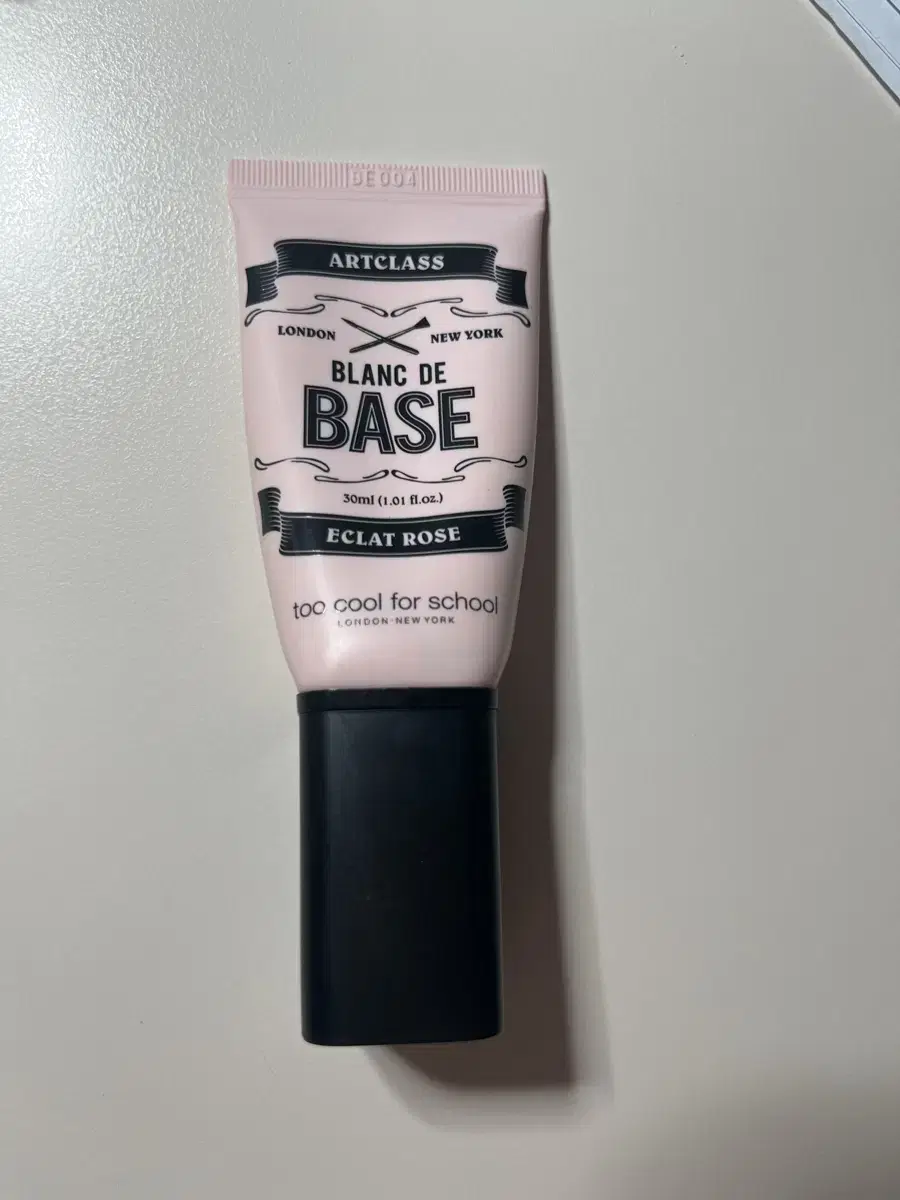 DE004
ARTCLASS
LONDON NEW YORK
BLANC DE
BASE
30ml (1.01 fl.oz.)
ECLAT ROSE
too cool for school
LONDON-NEW YORK